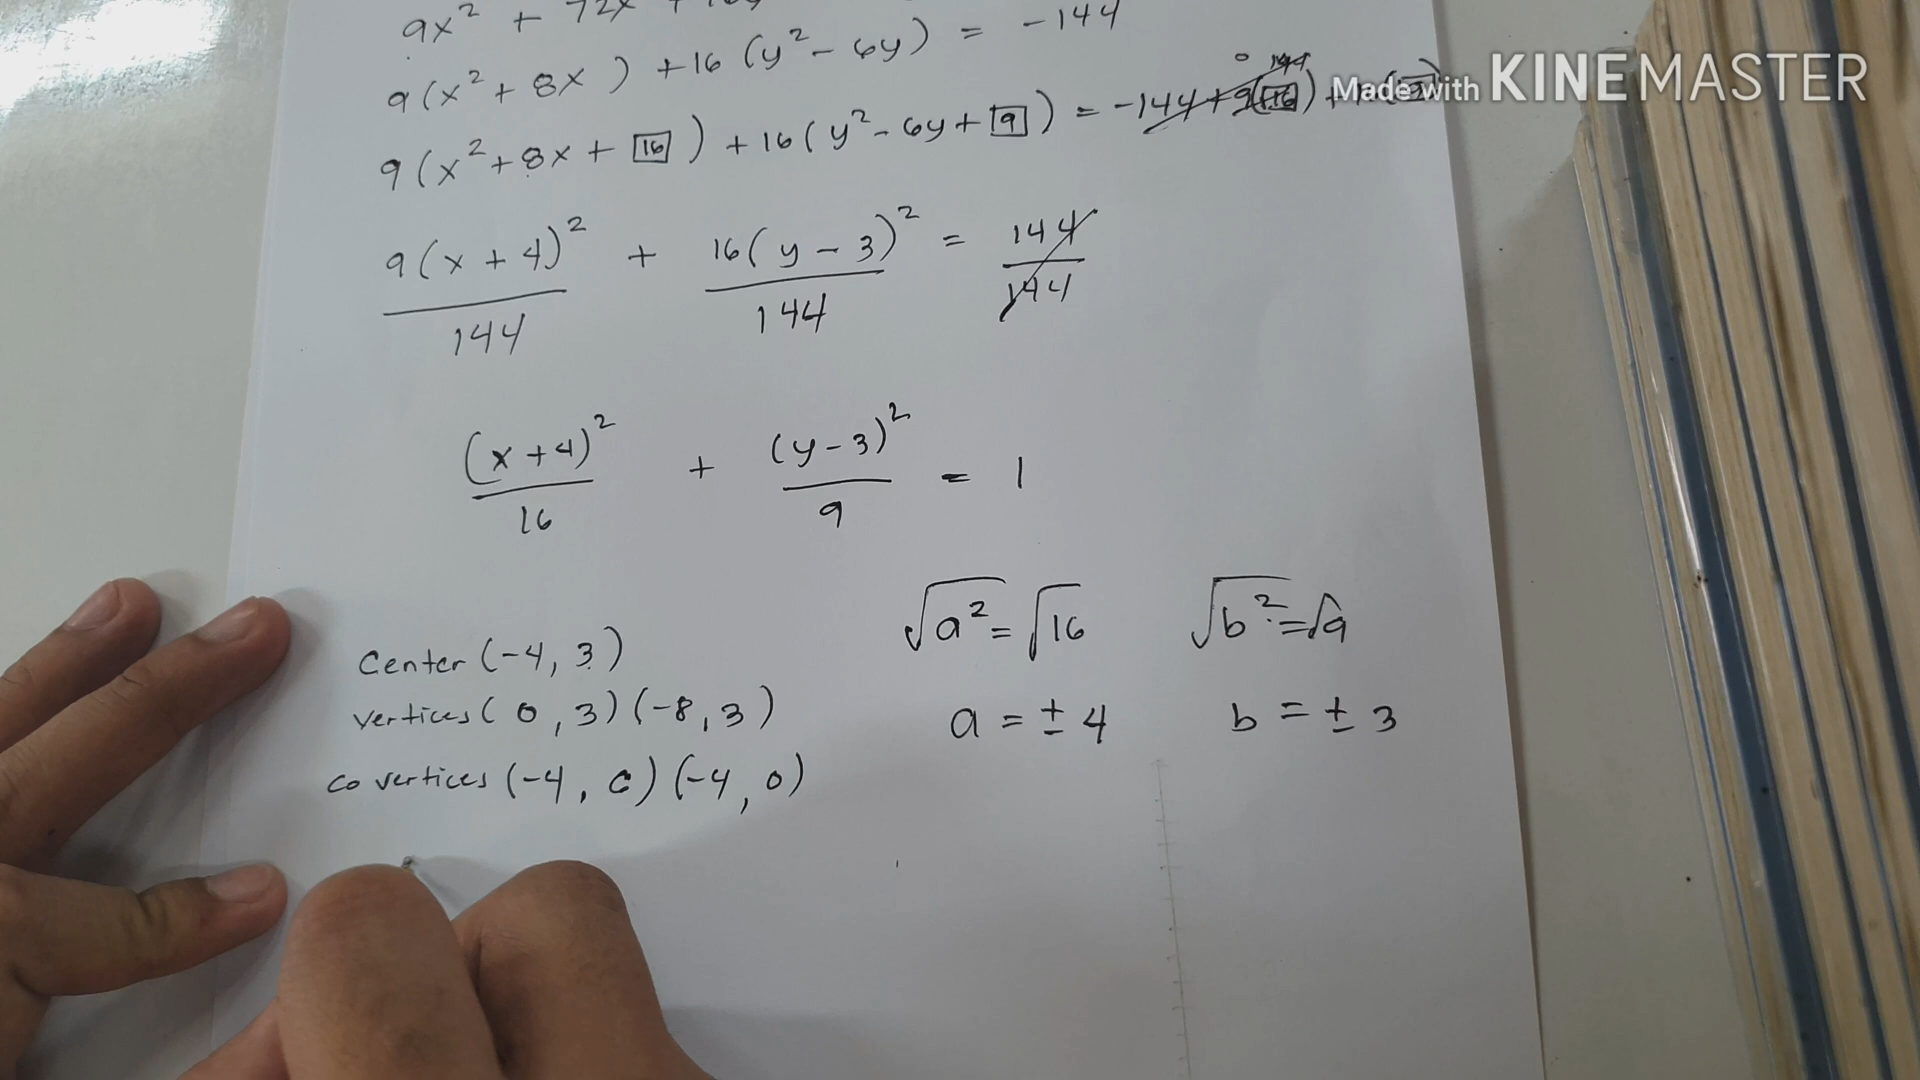 9x² + 72x +
9(x² + 8x ) + 16 (y² - 6y) = -144
Made with KINEMASTER
9(x² + 8x + 16 ) + 16 (y² - 6y + 9 ) = -144 + 9(16)
9(x + 4)² / 144 + 16(y - 3)² / 144 = 144 / 144
(x + 4)² / 16 + (y - 3)² / 9 = 1
√a² = √16 √b² = √9
Center (-4, 3)
vertices (0, 3) (-8, 3)
a = ± 4 b = ± 3
co vertices (-4, 6) (-4, 0)